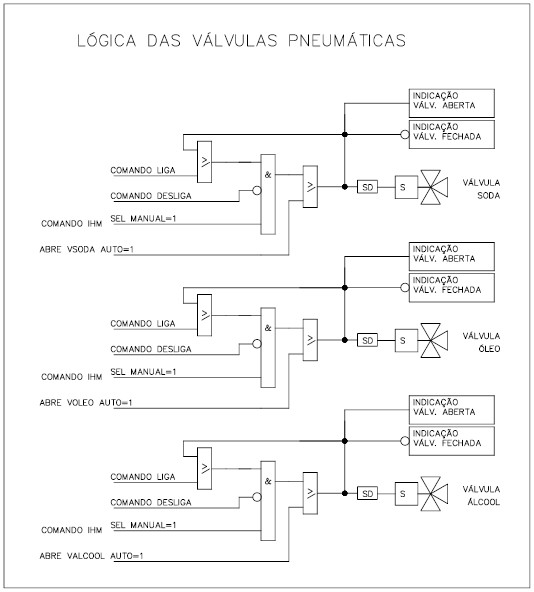 LÓGICA DAS VÁLVULAS PNEUMÁTICAS
INDICAÇÃO
VÁLV. ABERTA
INDICAÇÃO
VÁLV. FECHADA
≥
&
COMANDO LIGA
≥
COMANDO DESLIGA
SD
S
VÁLVULA
SODA
COMANDO IHM
SEL MANUAL=1
ABRE VSODA AUTO=1
INDICAÇÃO
VÁLV. ABERTA
INDICAÇÃO
VÁLV. FECHADA
≥
&
COMANDO LIGA
≥
COMANDO DESLIGA
SD
S
VÁLVULA
ÓLEO
COMANDO IHM
SEL MANUAL=1
ABRE VOLEO AUTO=1
INDICAÇÃO
VÁLV. ABERTA
INDICAÇÃO
VÁLV. FECHADA
≥
&
COMANDO LIGA
≥
COMANDO DESLIGA
SD
S
VÁLVULA
ÁLCOOL
COMANDO IHM
SEL MANUAL=1
ABRE VALCOOL AUTO=1